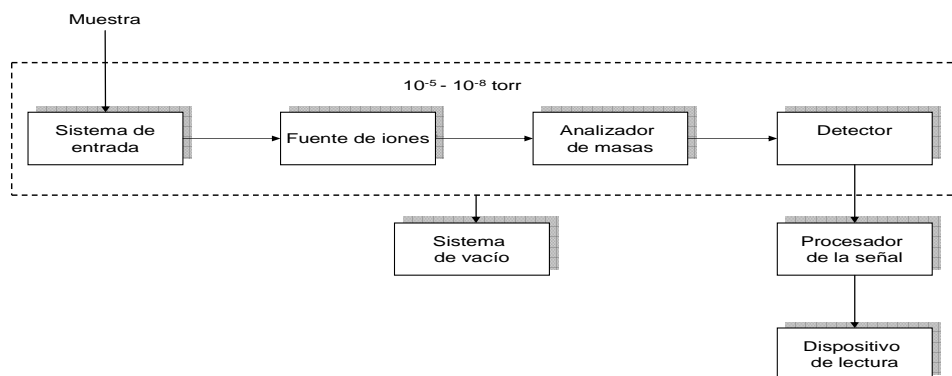 Muestra
10⁻⁵ - 10⁻⁸ torr
Sistema de
entrada
Fuente de iones
Analizador
de masas
Detector
Sistema
de vacío
Procesador
de la señal
Dispositivo
de lectura